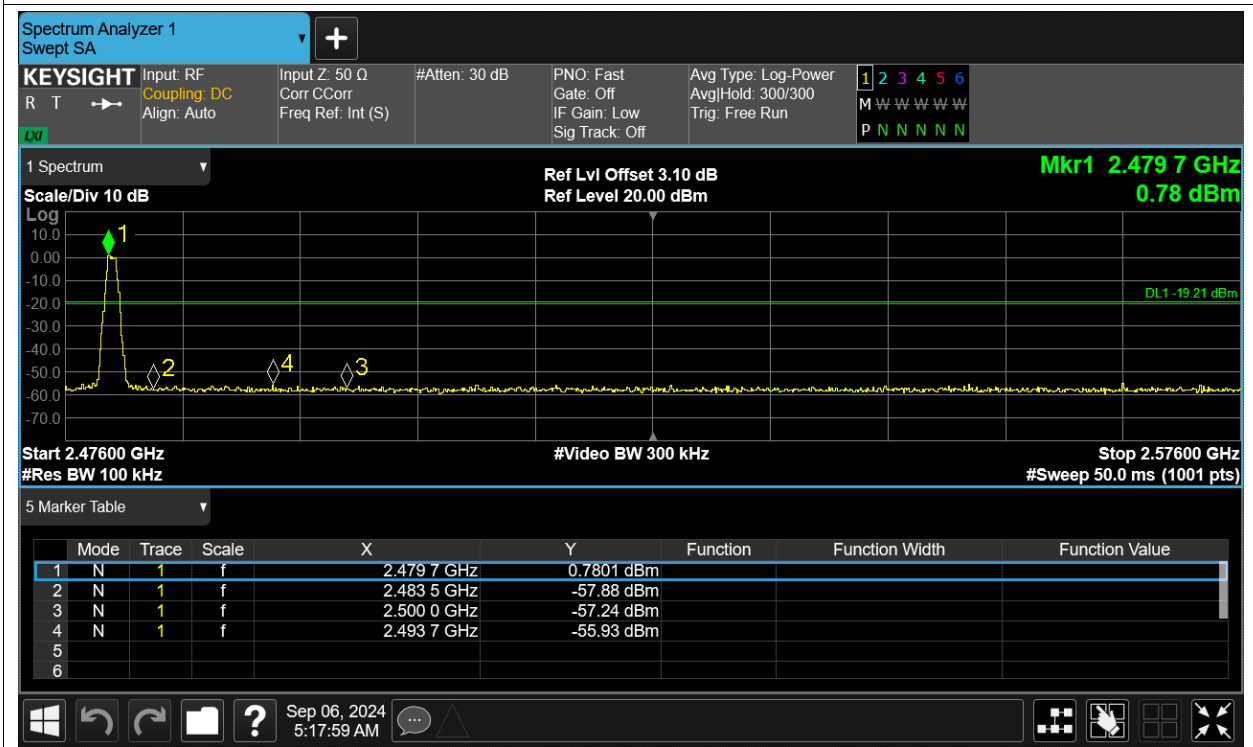 Spectrum Analyzer 1
Swept SA
KEYSIGHT
R T
LXI
Input: RF
Coupling: DC
Align: Auto
Input Z: 50 Ω
Corr CCorr
Freq Ref: Int (S)
#Atten: 30 dB
PNO: Fast
Gate: Off
IF Gain: Low
Sig Track: Off
Avg Type: Log-Power
Avg|Hold: 300/300
Trig: Free Run
1 2 3 4 5 6
M W W W W W
P N N N N N
1 Spectrum
Scale/Div 10 dB
Ref Lvl Offset 3.10 dB
Ref Level 20.00 dBm
Mkr1 2.479 7 GHz
0.78 dBm
Log
10.0
0.00
-10.0
-20.0
-30.0
-40.0
-50.0
-60.0
-70.0
1
DL1 -19.21 dBm
2
4
3
Start 2.47600 GHz
#Res BW 100 kHz
#Video BW 300 kHz
Stop 2.57600 GHz
#Sweep 50.0 ms (1001 pts)
5 Marker Table
Mode Trace Scale X Y Function Function Width Function Value
1 N 1 f 2.479 7 GHz 0.7801 dBm
2 N 1 f 2.483 5 GHz -57.88 dBm
3 N 1 f 2.500 0 GHz -57.24 dBm
4 N 1 f 2.493 7 GHz -55.93 dBm
5
6
?
Sep 06, 2024
5:17:59 AM